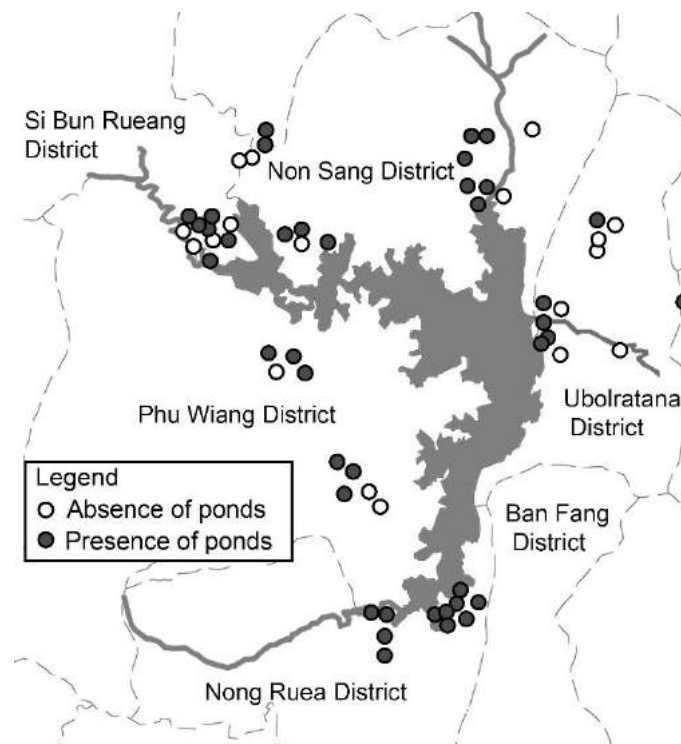 Si Bun Rueang
District
Non Sang District
Ubolratana
District
Phu Wiang District
Legend
Absence of ponds
Presence of ponds
Ban Fang
District
Nong Ruea District